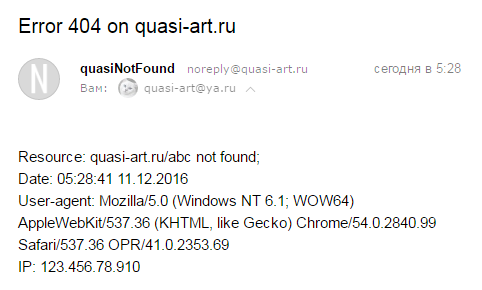 Error 404 on quasi-art.ru
N
quasiNotFound noreply@quasi-art.ru сегодня в 5:28
Вам: quasi-art@ya.ru
Resource: quasi-art.ru/abc not found;
Date: 05:28:41 11.12.2016
User-agent: Mozilla/5.0 (Windows NT 6.1; WOW64)
AppleWebKit/537.36 (KHTML, like Gecko) Chrome/54.0.2840.99
Safari/537.36 OPR/41.0.2353.69
IP: 123.456.78.910